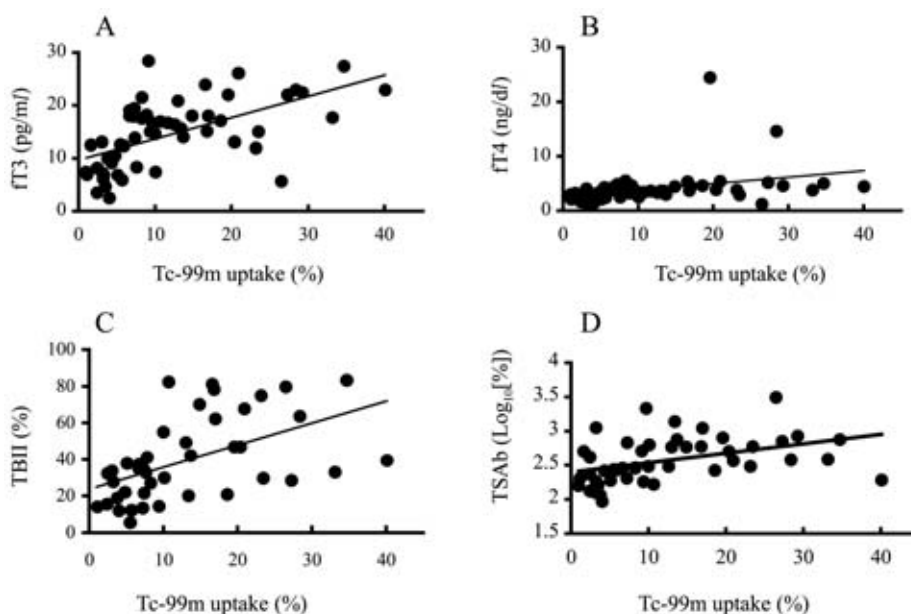 A
B
30
20
10
0
fT3 (pg/ml)
0 10 20 30 40
Tc-99m uptake (%)
30
20
10
0
fT4 (ng/dl)
0 10 20 30 40
Tc-99m uptake (%)
C
D
100
80
60
40
20
0
TBII (%)
0 10 20 30 40
Tc-99m uptake (%)
4
3.5
3
2.5
2
1.5
TSAb (Log10[%])
0 10 20 30 40
Tc-99m uptake (%)